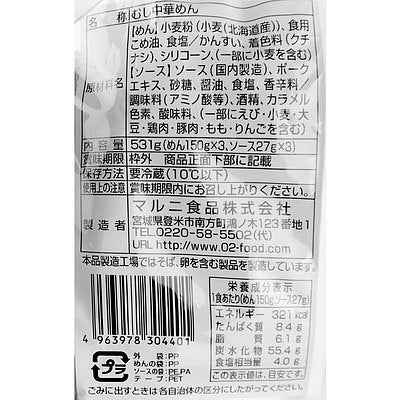 名称 むし中華めん
原材料名
【めん】小麦粉(小麦(北海道産))、食用
こめ油、食塩／かんすい、着色料(クチ
ナシ)、シリコーン、(一部に小麦を含む)
【ソース】ソース(国内製造)、ポーク
エキス、砂糖、醤油、食塩、香辛料／
調味料(アミノ酸等)、酒精、カラメル
色素、酸味料、(一部にえび・小麦・大
豆・鶏肉・豚肉・もも・りんごを含む)
内容量 531g(めん150g×3、ソース27g×3)
賞味期限 枠外 商品正面下部に記載
保存方法 要冷蔵(10℃以下)
使用上の注意 賞味期限内にお召し上がりください。
製造者
マルニ食品株式会社
宮城県登米市南方町鴻ノ木123番地1
TEL 0220-58-5502(代)
URL http://www.02-food.com
本品製造工場ではそば、卵を含む製品を製造しています。
4 963978 304401
プラ
外の袋:PP
めんの袋:PP
ソースの袋:PE,PA
テープ:PET
栄養成分表示
1食あたり(めん150g、ソース27g)
エネルギー 321kcal
たんぱく質 8.4g
脂質 6.1g
炭水化物 55.4g
食塩相当量 4.0g
この表示値は、目安です。
ごみに出すときは各自治体の区分にしたがってください。